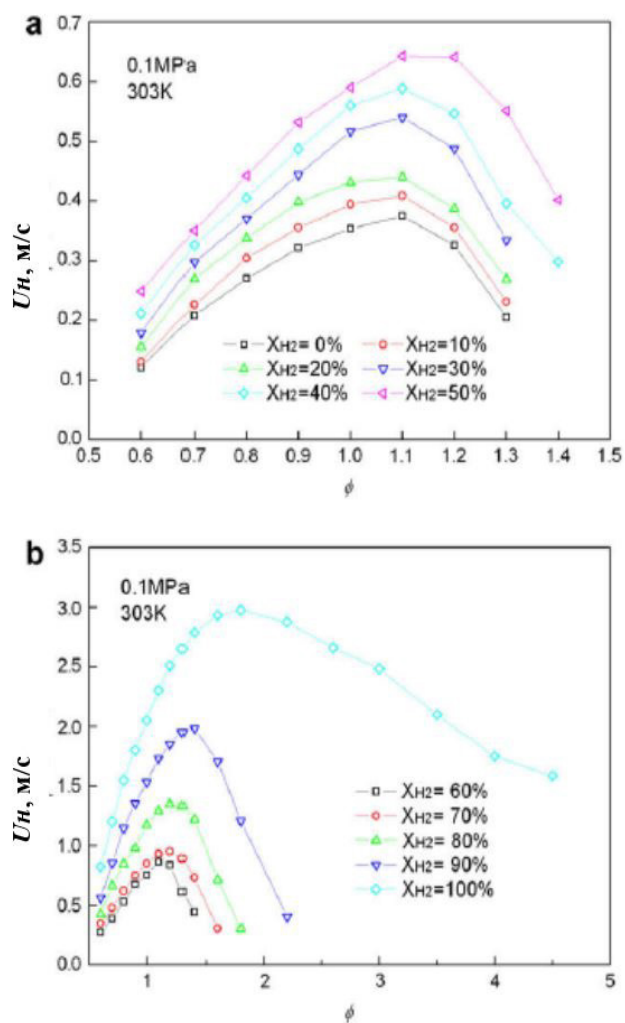 a
0.1MPa
303K
0.7
0.6
0.5
0.4
0.3
0.2
0.1
0.0
Uн, м/с
XH2= 0% XH2=10%
XH2=20% XH2=30%
XH2=40% XH2=50%
0.5 0.6 0.7 0.8 0.9 1.0 1.1 1.2 1.3 1.4 1.5
ϕ
b
0.1MPa
303K
3.5
3.0
2.5
2.0
1.5
1.0
0.5
0.0
Uн, м/с
XH2= 60%
XH2= 70%
XH2= 80%
XH2= 90%
XH2=100%
1 2 3 4 5
ϕ